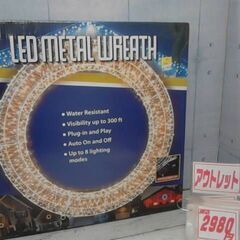 LED METAL WREATH
• Water Resistant
• Visibility up to 300 ft
• Plug-in and Play
• Auto On and Off
• Up to 8 lighting
modes
アウトレット
2980